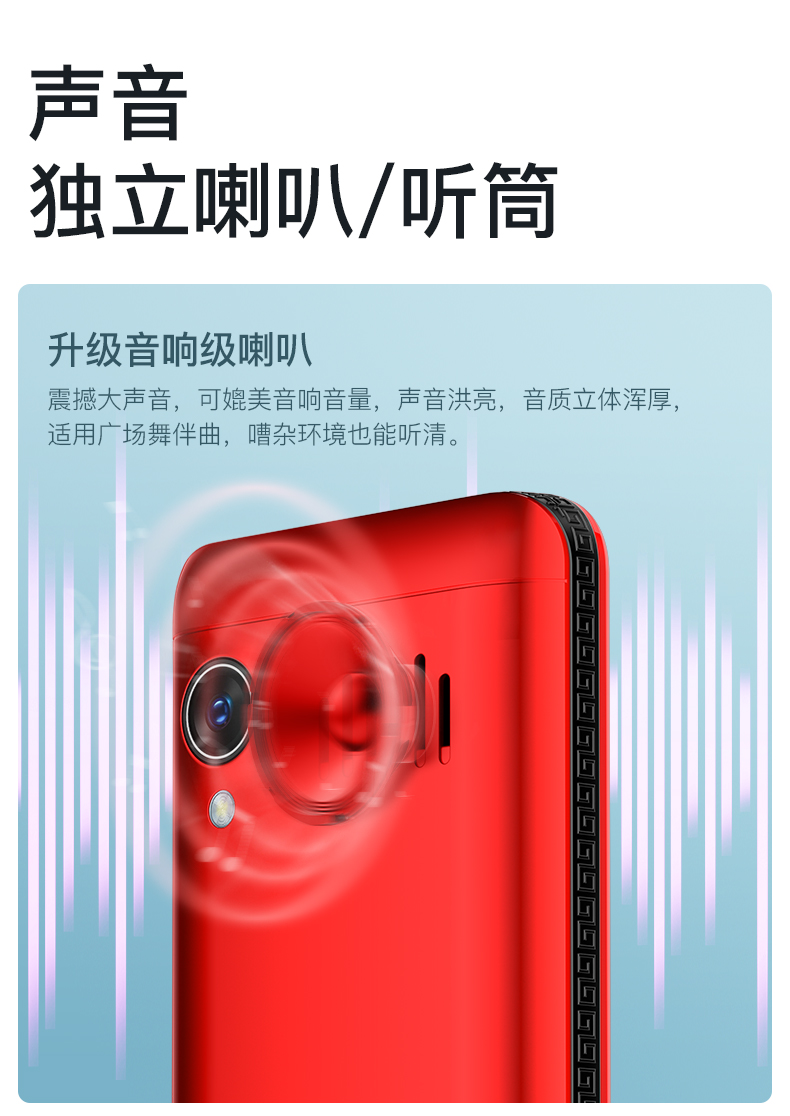 声音
独立喇叭/听筒
升级音响级喇叭
震撼大声音，可媲美音响音量，声音洪亮，音质立体浑厚，
适用广场舞伴曲，嘈杂环境也能听清。